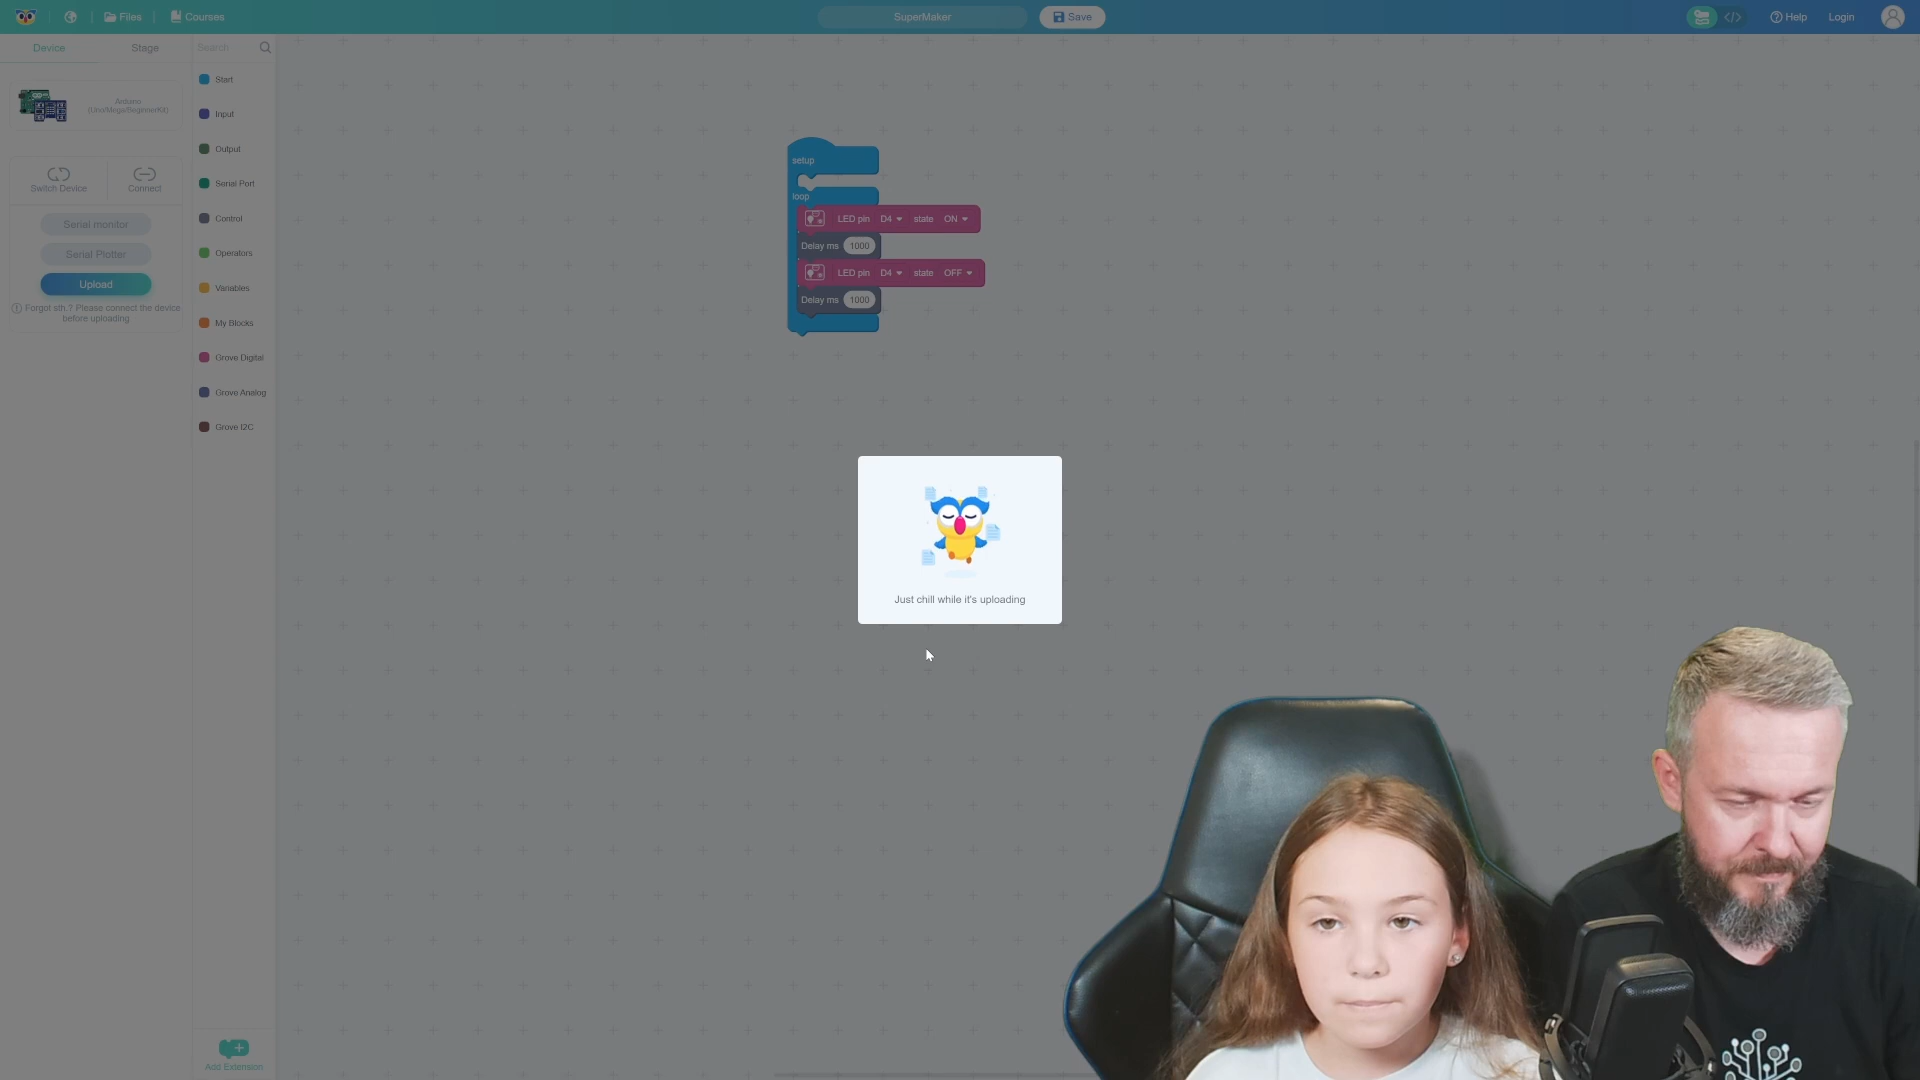 Files
Courses
SuperMaker
Save
</>
Help
Login
Device
Stage
Search
Arduino
(Uno/Mega/BeginnerKit)
Switch Device
Connect
Serial monitor
Serial Plotter
Upload
Forgot sth.? Please connect the device
before uploading
Start
Input
Output
Serial Port
Control
Operators
Variables
My Blocks
Grove Digital
Grove Analog
Grove I2C
Add Extension
setup
loop
LED pin D4 state ON
Delay ms 1000
LED pin D4 state OFF
Delay ms 1000
Just chill while it's uploading